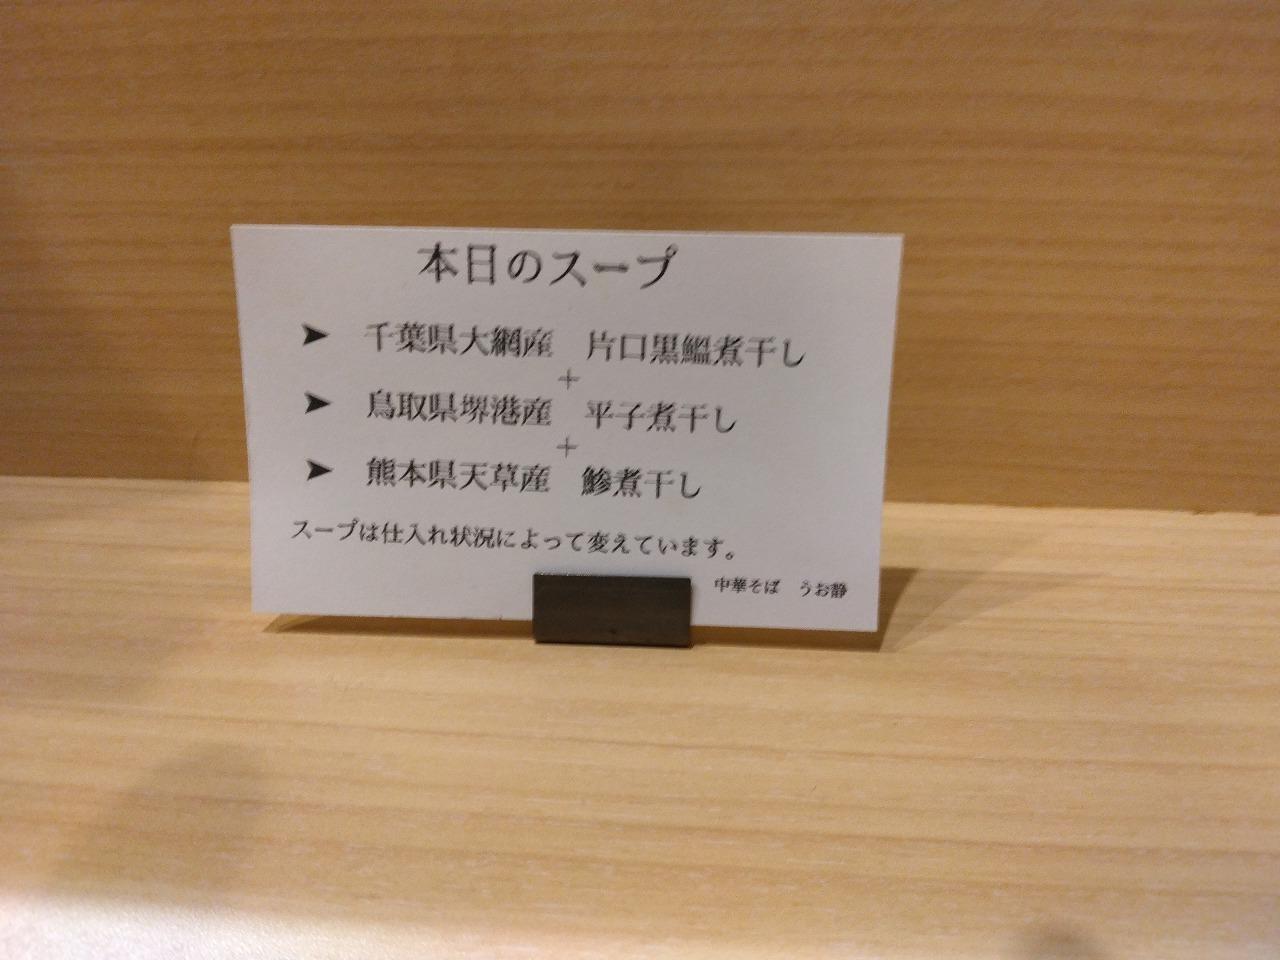 本日のスープ
➤ 千葉県大網産 片口黒鰮煮干し
+
➤ 鳥取県堺港産 平子煮干し
+
➤ 熊本県天草産 鯵煮干し
スープは仕入れ状況によって変えています。
中華そば うお静